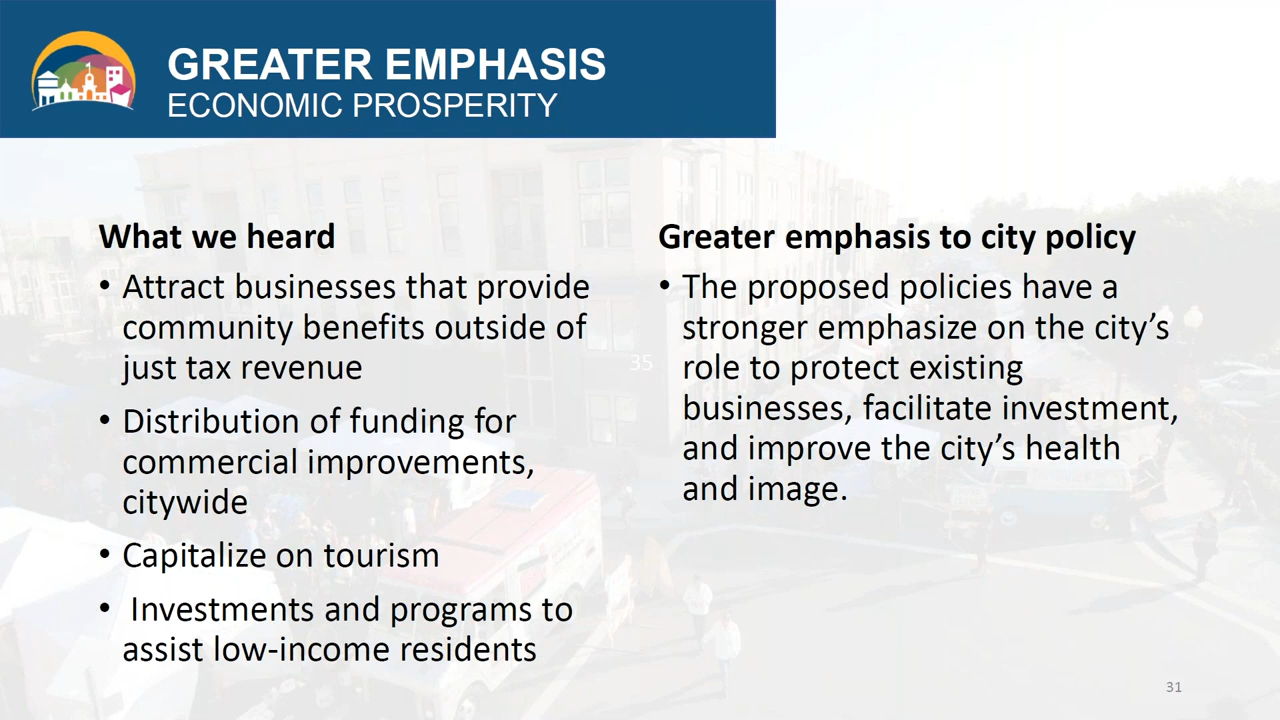 GREATER EMPHASIS
ECONOMIC PROSPERITY
What we heard
• Attract businesses that provide
community benefits outside of
just tax revenue
• Distribution of funding for
commercial improvements,
citywide
• Capitalize on tourism
• Investments and programs to
assist low-income residents
35
Greater emphasis to city policy
• The proposed policies have a
stronger emphasize on the city’s
role to protect existing
businesses, facilitate investment,
and improve the city’s health
and image.
31